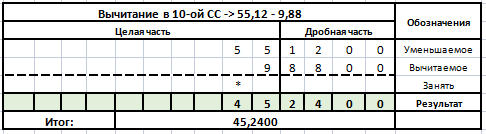 Вычитание в 10-ой СС -> 55,12 - 9,88 Обозначения
Целая часть Дробная часть
5 5 1 2 0 0 Уменьшаемое
9 8 8 0 0 Вычитаемое
* Занять
4 5 2 4 0 0 Результат
Итог: 45,2400